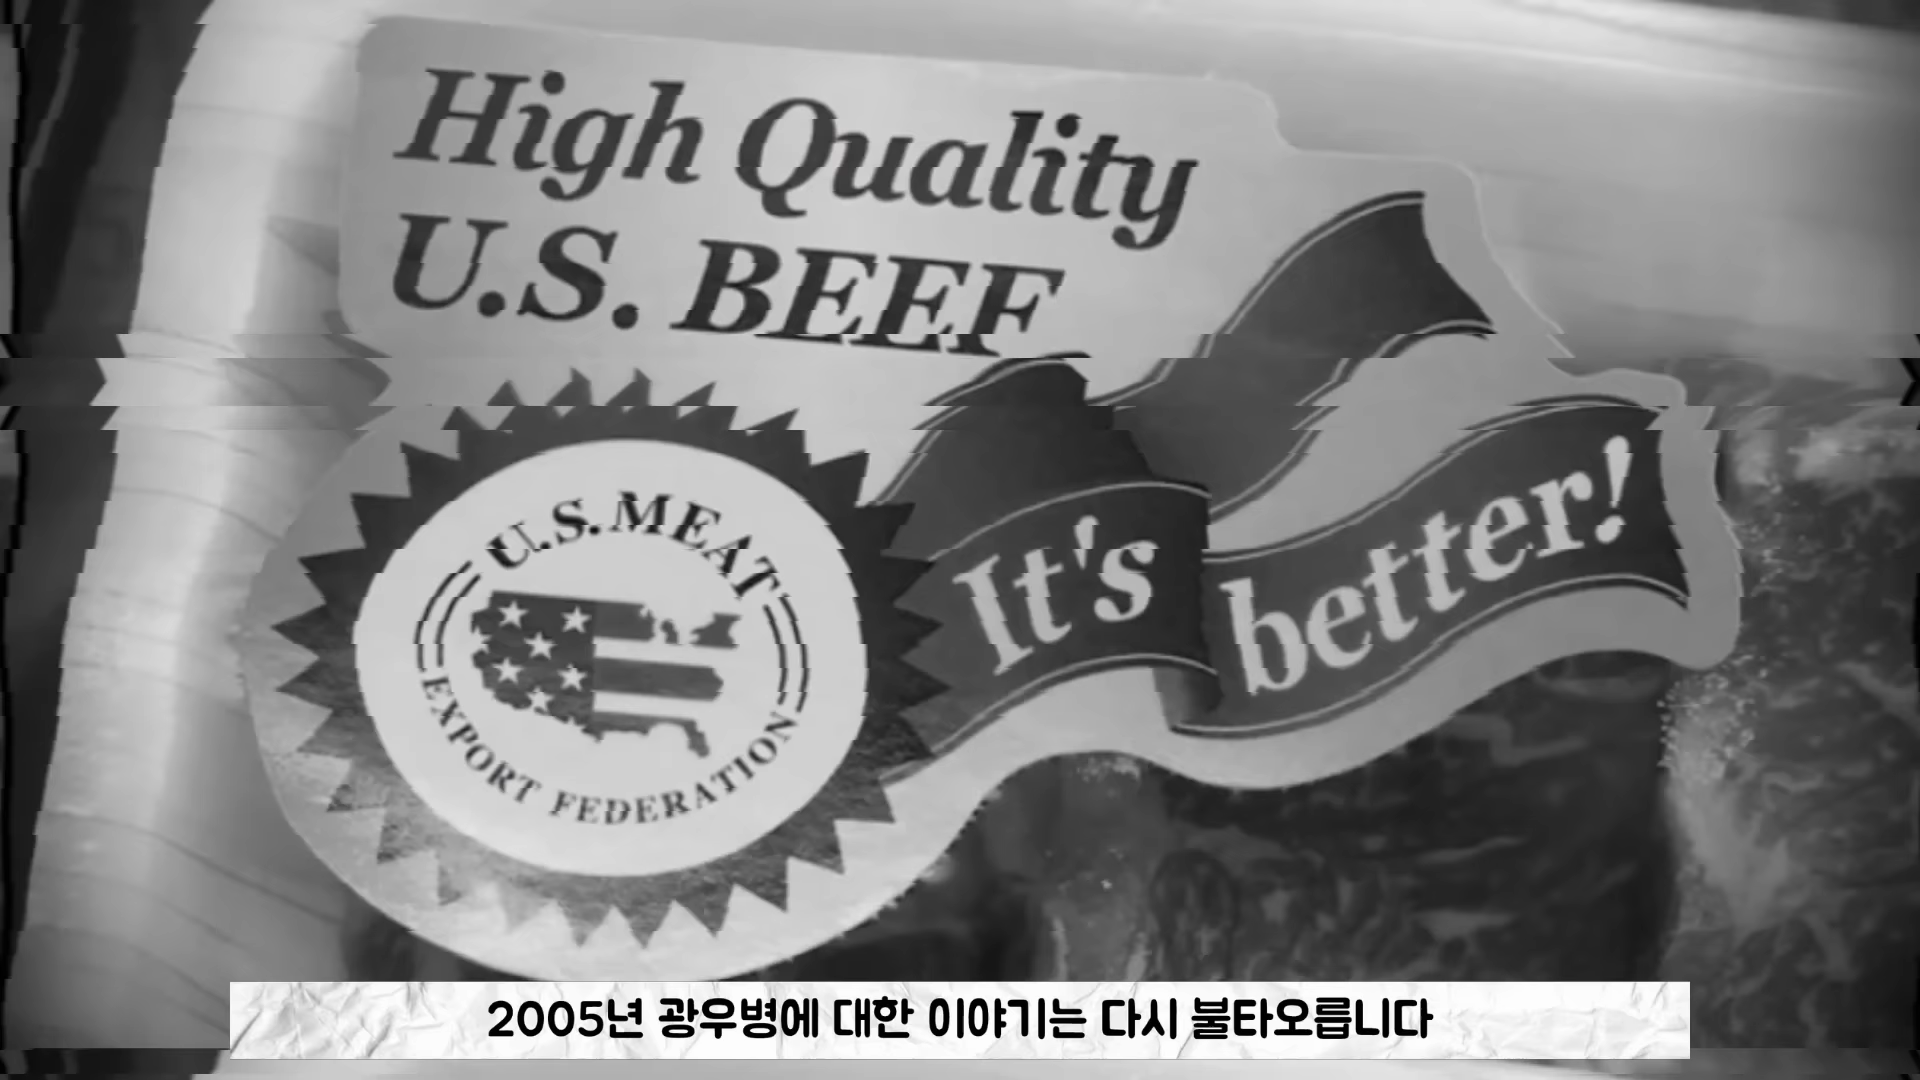 High Quality
U.S. BEEF
It's better!
U.S. MEAT
EXPORT FEDERATION
2005년 광우병에 대한 이야기는 다시 불타오릅니다